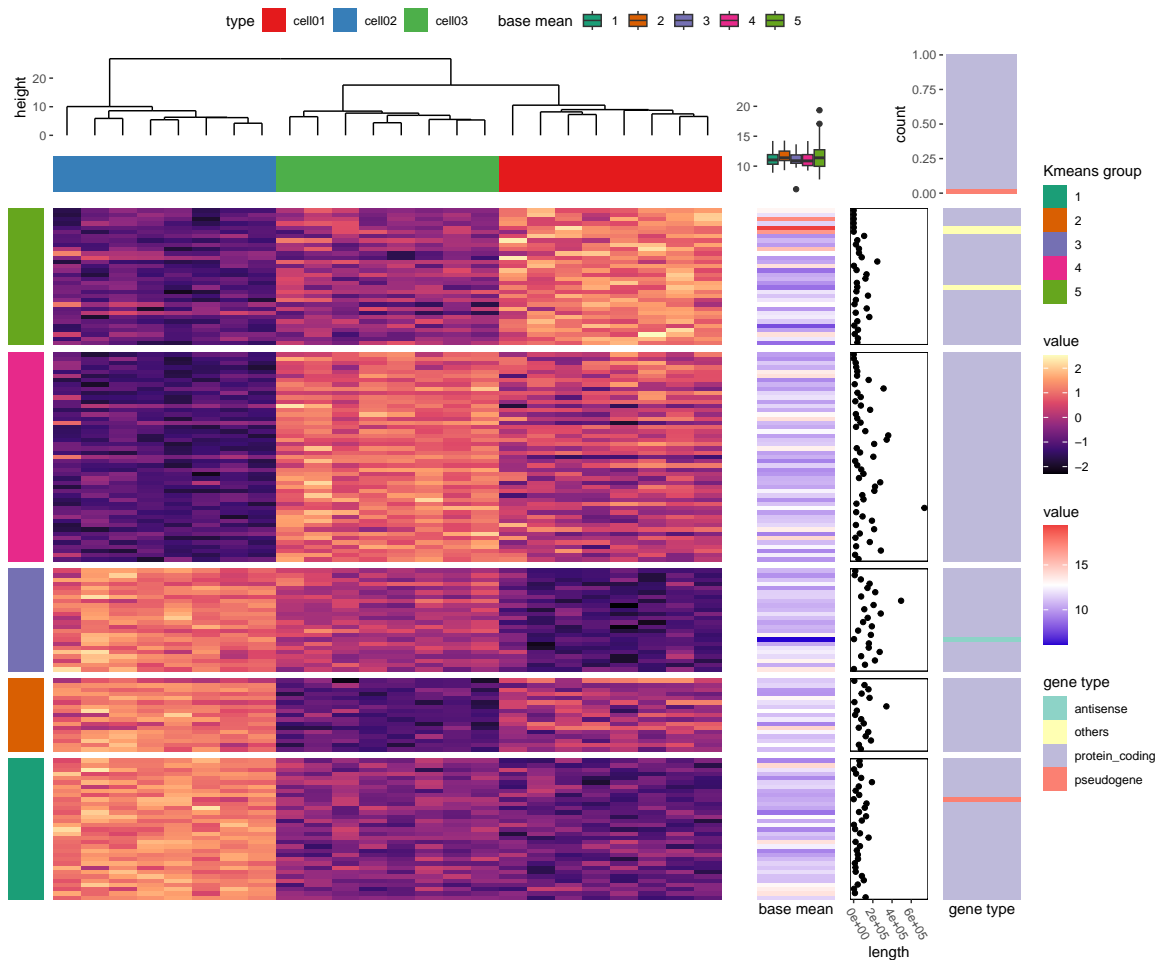 type cell01 cell02 cell03 base mean 1 2 3 4 5
height
20
10
0
20
15
10
count
1.00
0.75
0.50
0.25
0.00
Kmeans group
1
2
3
4
5
value
2
1
0
−1
−2
value
15
10
gene type
antisense
others
protein_coding
pseudogene
base mean
0e+00
2e+05
4e+05
6e+05
length
gene type